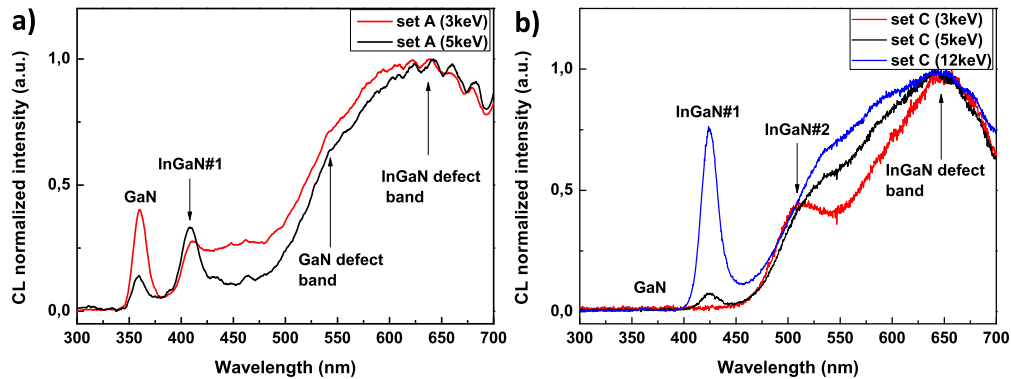 a)
set A (3keV)
set A (5keV)
CL normalized intensity (a.u.)
1,0
0,5
0,0
GaN
InGaN#1
InGaN defect
band
GaN defect
band
300 350 400 450 500 550 600 650 700
Wavelength (nm)
b)
set C (3keV)
set C (5keV)
set C (12keV)
CL normalized intensity (a.u.)
1,0
0,5
0,0
InGaN#1
InGaN#2
InGaN defect
band
GaN
300 350 400 450 500 550 600 650 700
Wavelength (nm)